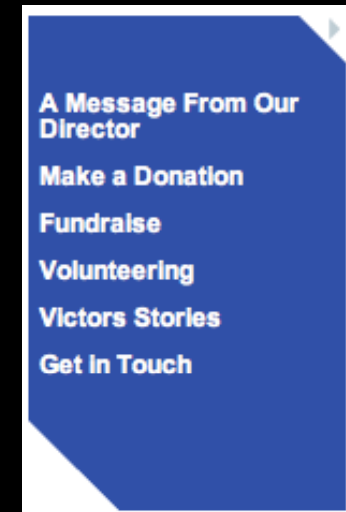 A Message From Our
Director
Make a Donation
Fundraise
Volunteering
Victors Stories
Get in Touch